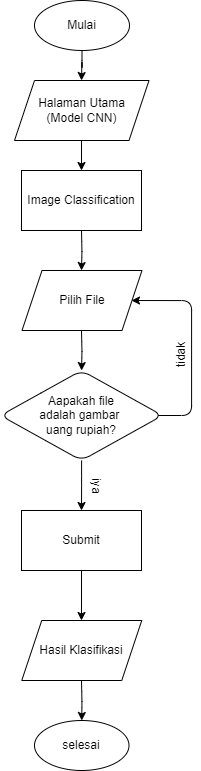 Mulai
Halaman Utama
(Model CNN)
Image Classification
Pilih File
tidak
Aapakah file
adalah gambar
uang rupiah?
iya
Submit
Hasil Klasifikasi
selesai